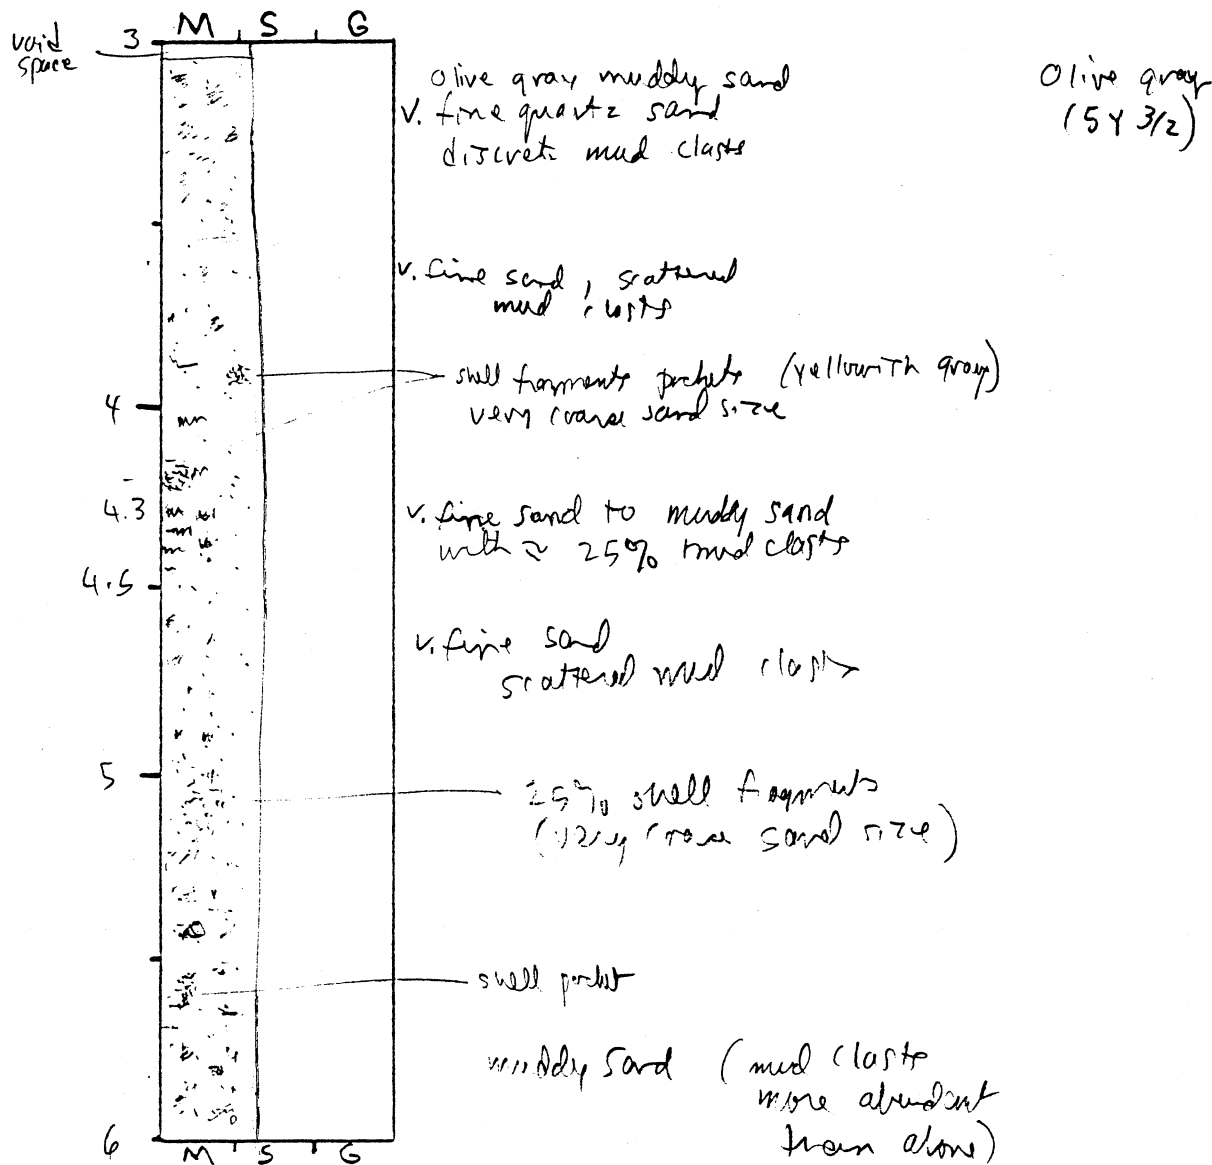 M S G
void
space
3
Olive gray muddy sand
v. fine quartz sand
discrete mud clasts
Olive gray
(5Y 3/2)
v. fine sand, scattered
mud clasts
shell fragments pockets (yellowish gray)
very coarse sand size
4
4.3
v. fine sand to muddy sand
with ≈ 25% mud clasts
4.5
v. fine sand
scattered mud clasts
5
25% shell fragments
(very coarse sand size)
shell pocket
muddy sand (mud clasts
more abundant
than above)
6
M S G